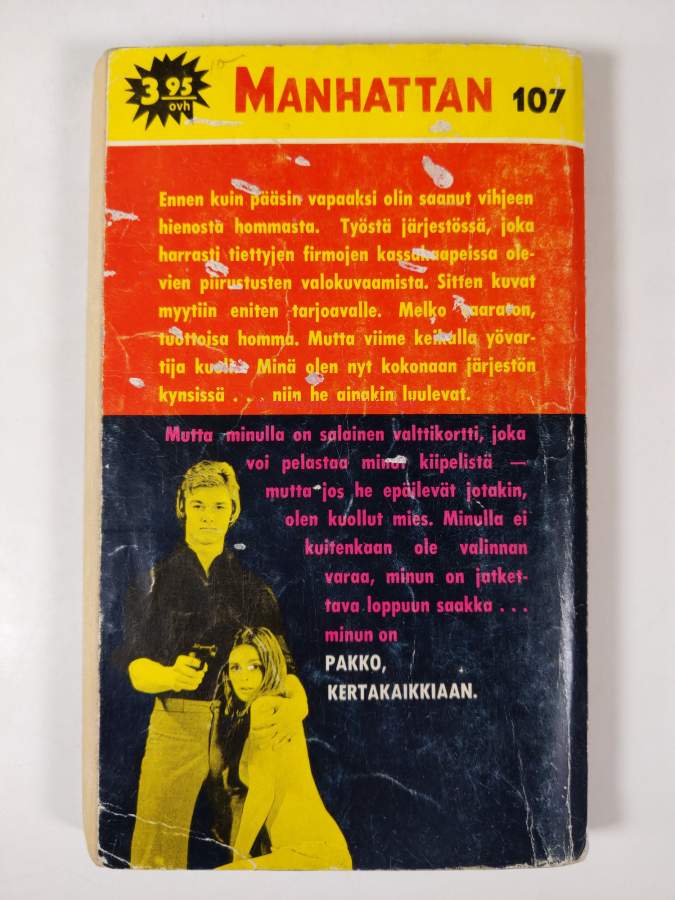 3 95
ovh
MANHATTAN 107
Ennen kuin pääsin vapaaksi olin saanut vihjeen
hienosta hommasta. Työstä järjestössä, joka
harrasti tiettyjen firmojen kassakaapeissa ole-
vien piirustusten valokuvaamista. Sitten kuvat
myytiin eniten tarjoavalle. Melko vaaraton,
tuottoisa homma. Mutta viime keikalla yövar-
tija kuoli. Minä olen nyt kokonaan järjestön
kynsissä . . . niin he ainakin luulevat.
Mutta minulla on salainen valttikortti, joka
voi pelastaa minut kiipelistä —
mutta jos he epäilevät jotakin,
olen kuollut mies. Minulla ei
kuitenkaan ole valinnan
varaa, minun on jatket-
tava loppuun saakka . . .
minun on
PAKKO,
KERTAKAIKKIAAN.